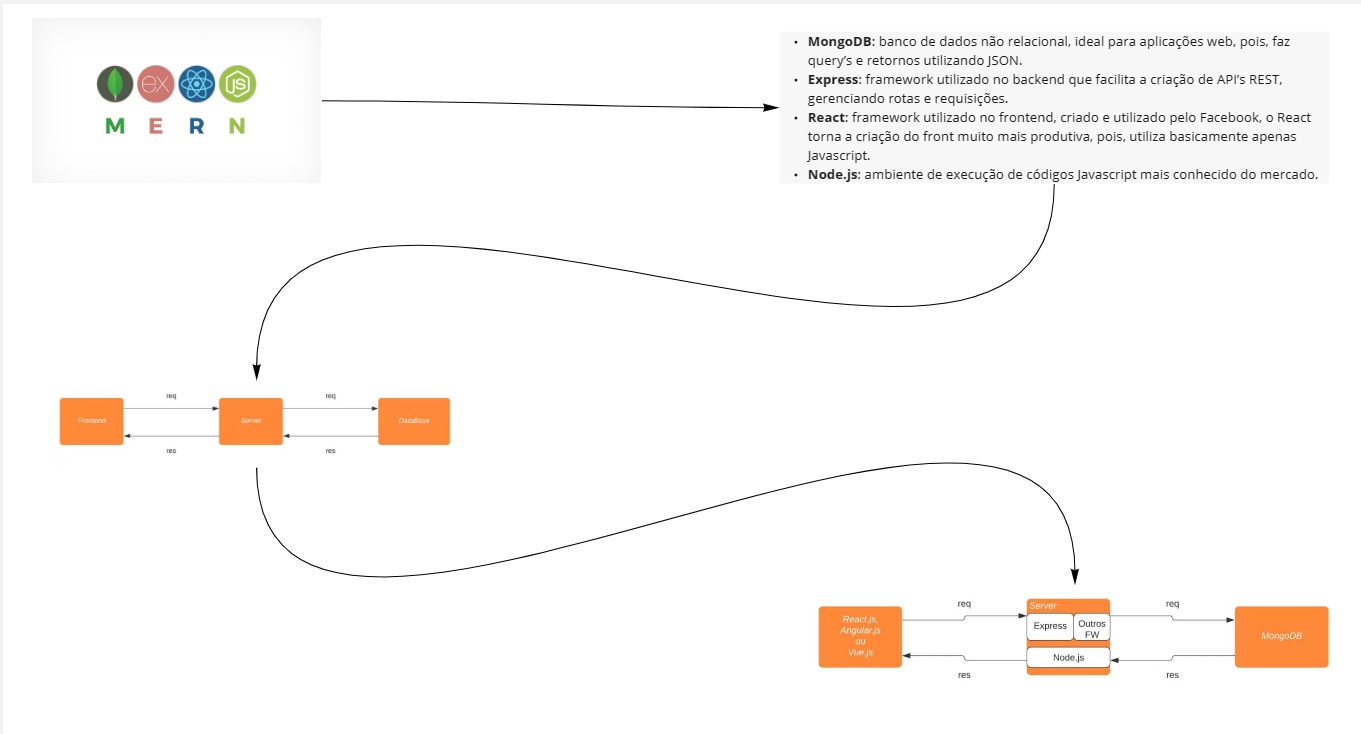 ex
JS
M E R N
• MongoDB: banco de dados não relacional, ideal para aplicações web, pois, faz
query's e retornos utilizando JSON.
• Express: framework utilizado no backend que facilita a criação de API's REST,
gerenciando rotas e requisições.
• React: framework utilizado no frontend, criado e utilizado pelo Facebook, o React
torna a criação do front muito mais produtiva, pois, utiliza basicamente apenas
Javascript.
• Node.js: ambiente de execução de códigos Javascript mais conhecido do mercado.
req
req
Frontend
Server
DataBase
res
res
req
req
React.js,
Angular.js
ou
Vue.js
Server
Express
Outros
FW
Node.js
MongoDB
res
res